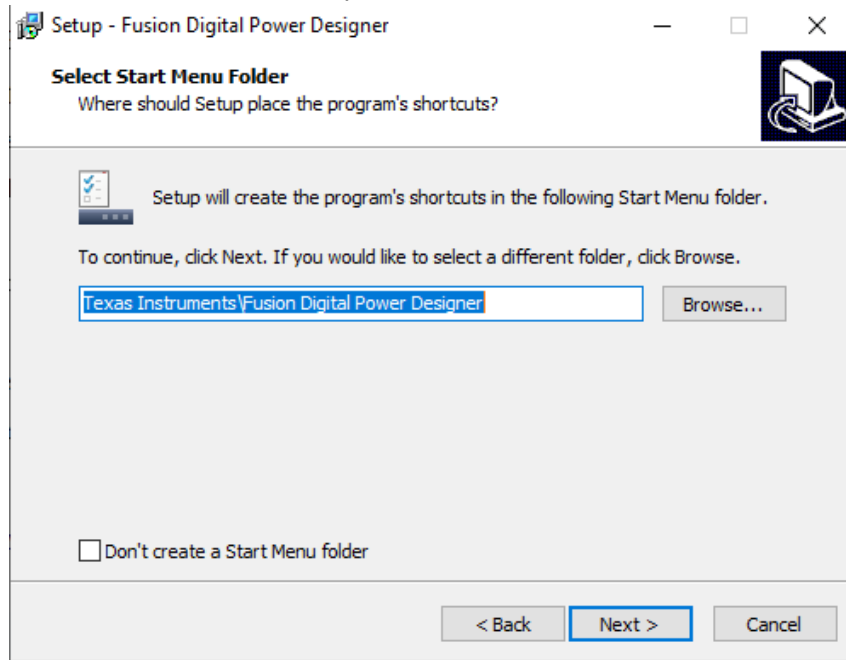 Setup - Fusion Digital Power Designer
Select Start Menu Folder
Where should Setup place the program's shortcuts?
Setup will create the program's shortcuts in the following Start Menu folder.
To continue, click Next. If you would like to select a different folder, click Browse.
Texas Instruments\Fusion Digital Power Designer
Browse...
Don't create a Start Menu folder
< Back
Next >
Cancel